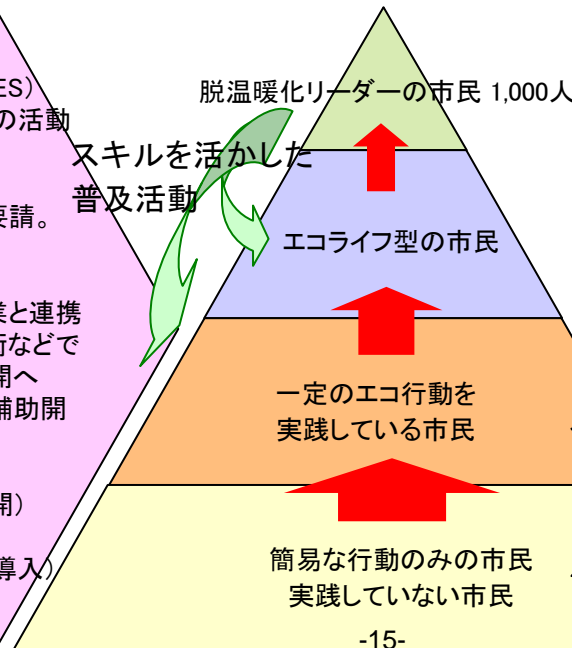 ES)
の活動
要請。
業と連携
術などで
開へ
補助開
開）
導入）
スキルを活かした
普及活動
脱温暖化リーダーの市民 1,000人
エコライフ型の市民
一定のエコ行動を
実践している市民
簡易な行動のみの市民
実践していない市民
-15-